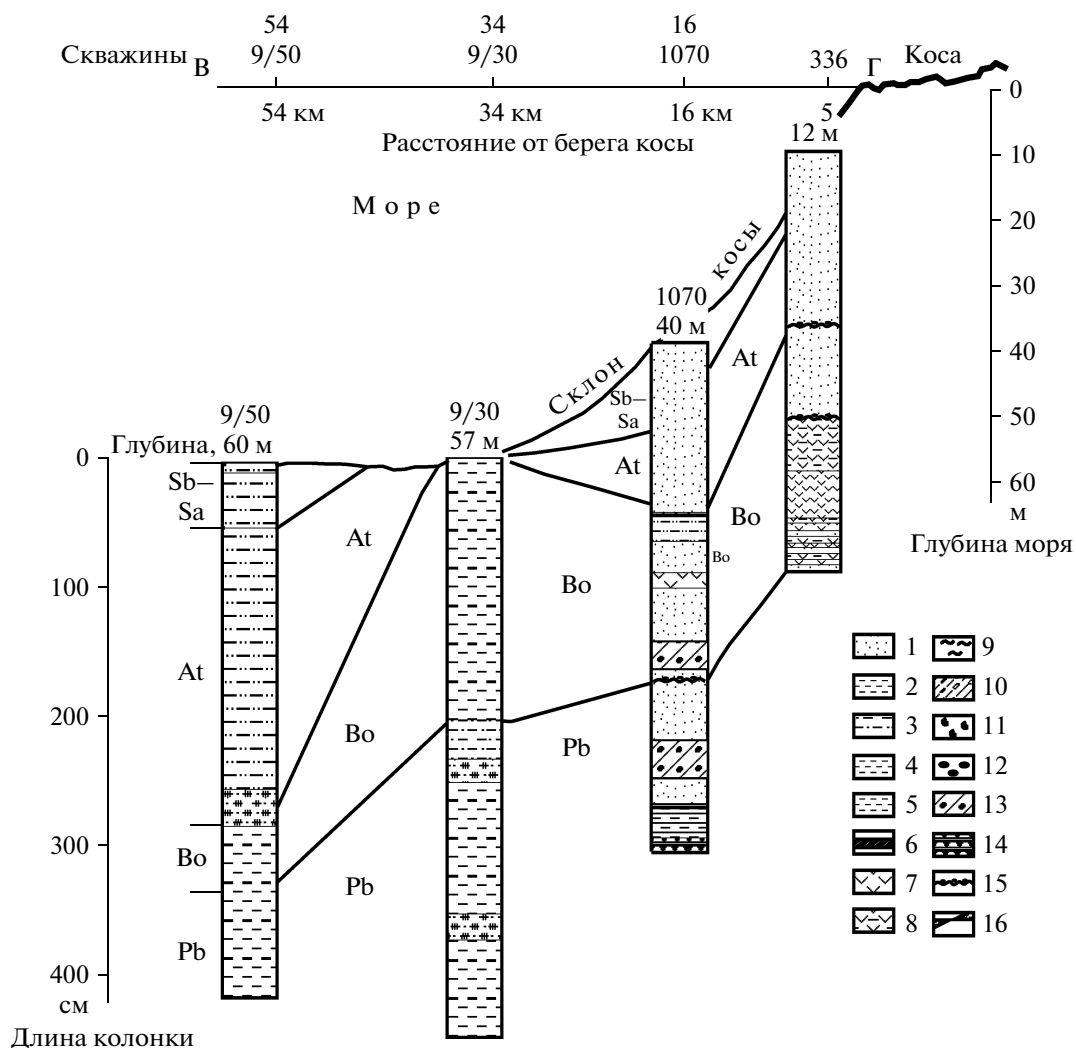 54 34 16
Скважины В 9/50 9/30 1070 336 Г Коса
54 км 34 км 16 км 5
Расстояние от берега косы
12 м
0
10
20
30
40
50
60
м
Глубина моря
Море
Склон косы
1070
40 м
9/50
Глубина, 60 м
9/30
57 м
0
100
200
300
400
см
Длина колонки
Sb–
Sa
At
Bo
Pb
At
Bo
Pb
Sb–
Sa
At
Bo
Pb
At
Bo
Bo
1 9
2 10
3 11
4 12
5 13
6 14
7 15
8 16